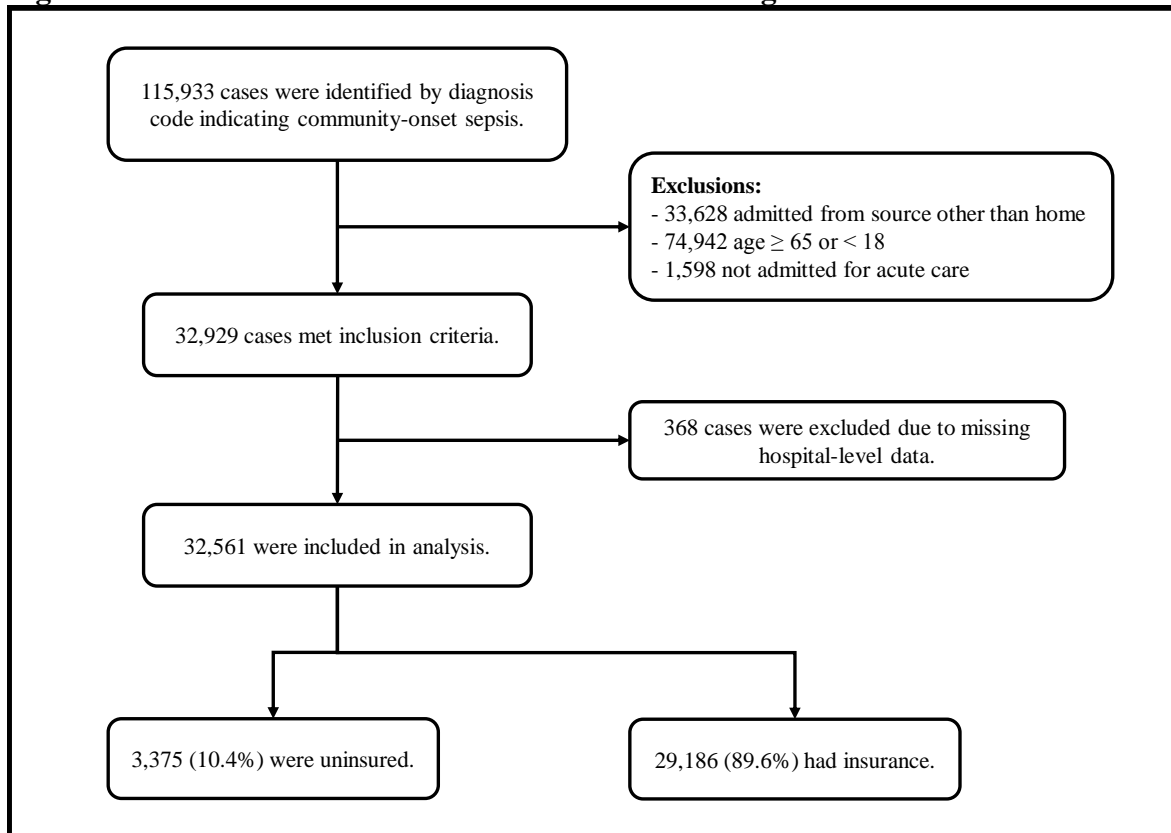 115,933 cases were identified by diagnosis
code indicating community-onset sepsis.
Exclusions:
- 33,628 admitted from source other than home
- 74,942 age ≥ 65 or < 18
- 1,598 not admitted for acute care
32,929 cases met inclusion criteria.
368 cases were excluded due to missing
hospital-level data.
32,561 were included in analysis.
3,375 (10.4%) were uninsured.
29,186 (89.6%) had insurance.